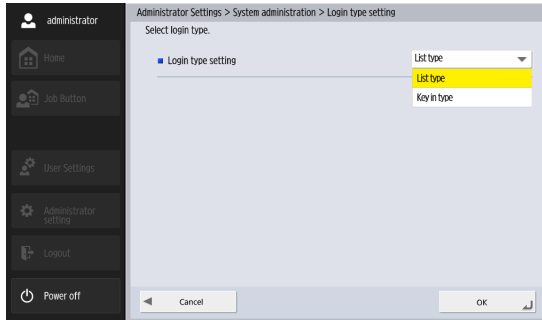 administrator
Administrator Settings > System administration > Login type setting
Select login type.
Home
Login type setting
List type
List type
Key in type
Job Button
User Settings
Administrator
setting
Logout
Power off
Cancel
OK